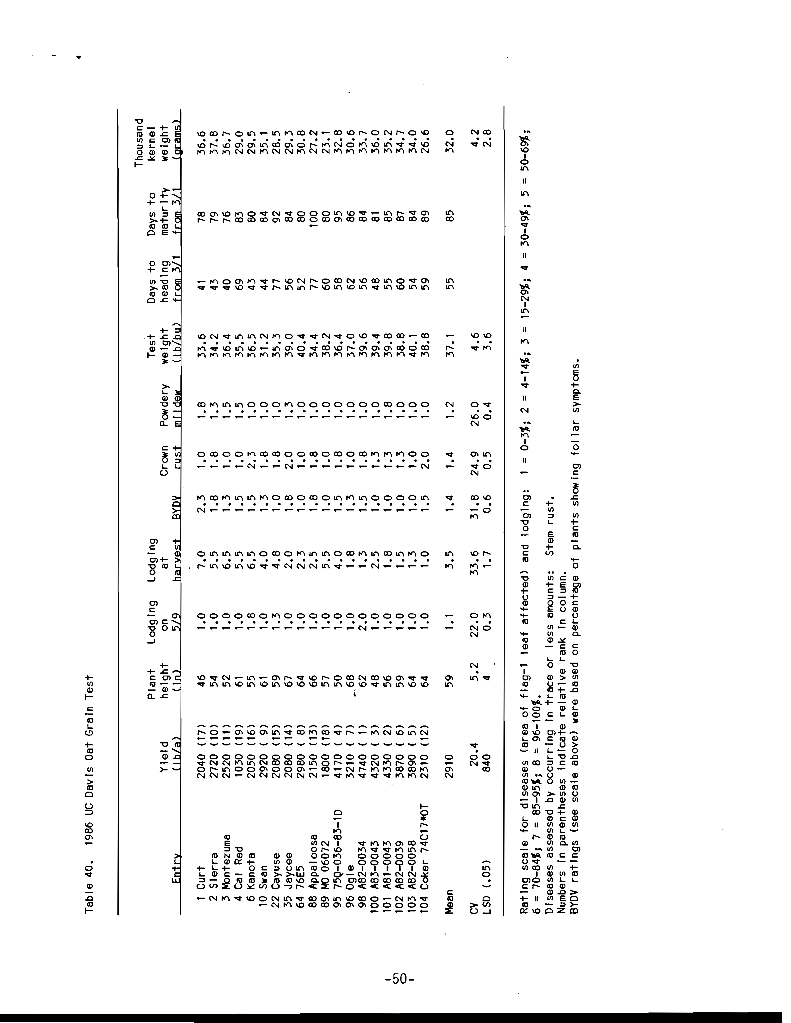 Table 40. 1986 UC Davis Oat Grain Test
Thousand
Plant Lodging Lodging Test Days to Days to kernel
Yield height on at Crown Powdery weight heading maturity weight
Entry (lb/a) (in) 5/9 harvest BYDV rust mildew (lb/bu) from 3/1 from 3/1 (grams)
1 Curt 2040 (17) 46 1.0 7.0 2.3 1.0 1.8 33.6 41 78 36.6
2 Sierra 2720 (10) 54 1.0 5.5 1.8 1.8 1.3 34.2 43 79 37.8
3 Montezuma 2520 (11) 52 1.0 6.5 1.3 1.0 1.5 36.4 40 76 36.7
4 Cal Red 1030 (19) 61 1.0 5.5 1.5 1.0 1.5 35.5 69 83 29.0
6 Kanota 2050 (16) 55 1.8 6.5 1.5 2.3 1.0 36.5 43 80 29.5
10 Swan 2920 ( 9) 61 1.0 4.0 1.3 1.8 1.0 31.2 44 84 35.1
22 Cayuse 2080 (15) 59 1.3 4.8 1.0 1.8 1.0 35.3 77 92 28.5
35 Jaycee 2080 (14) 67 1.0 2.0 1.8 2.0 1.3 39.0 56 84 29.3
64 76E5 2980 ( 8) 64 1.0 2.3 1.0 1.0 1.0 40.4 52 80 30.8
88 Appaloosa 2150 (13) 66 1.0 2.5 1.8 1.8 1.0 34.4 77 100 27.2
89 MO 06072 1800 (18) 57 1.0 5.5 1.0 1.0 1.0 38.2 60 80 23.1
95 75Q-036-83-1D 4170 ( 4) 50 1.0 4.0 1.5 1.8 1.0 36.4 58 95 32.8
96 Ogle 3210 ( 7) 68 1.0 1.8 1.3 1.0 1.0 37.0 62 86 30.6
98 A82-0034 4740 ( 1) 62 2.0 1.3 1.5 1.8 1.0 39.6 56 84 33.7
100 A83-0043 4320 ( 3) 48 1.0 2.5 1.0 1.3 1.0 39.4 48 81 36.0
101 A81-0043 4330 ( 2) 56 1.0 1.8 1.0 1.3 1.8 39.8 55 85 35.2
102 A82-0039 3870 ( 6) 59 1.0 1.5 1.0 1.3 1.0 38.8 60 87 34.7
103 A82-0058 3890 ( 5) 64 1.0 1.3 1.0 1.0 1.0 40.1 54 84 34.0
104 Coker 74C17*OT 2310 (12) 64 1.0 1.0 1.5 2.0 1.0 38.8 59 89 26.6
Mean 2910 59 1.1 3.5 1.4 1.4 1.2 37.1 55 85 32.0
CV 20.4 5.2 22.0 33.6 31.8 24.9 26.0 4.6 4.2
LSD (.05) 840 4 0.3 1.7 0.6 0.5 0.4 3.6 2.8
Rating scale for diseases (area of flag-1 leaf affected) and lodging: 1 = 0-3%; 2 = 4-14%; 3 = 15-29%; 4 = 30-49%; 5 = 50-69%;
6 = 70-84%; 7 = 85-95%; 8 = 96-100%.
Diseases assessed by occurring in trace or less amounts: Stem rust.
Numbers in parentheses indicate relative rank in column.
BYDV ratings (see scale above) were based on percentage of plants showing foliar symptoms.
-50-